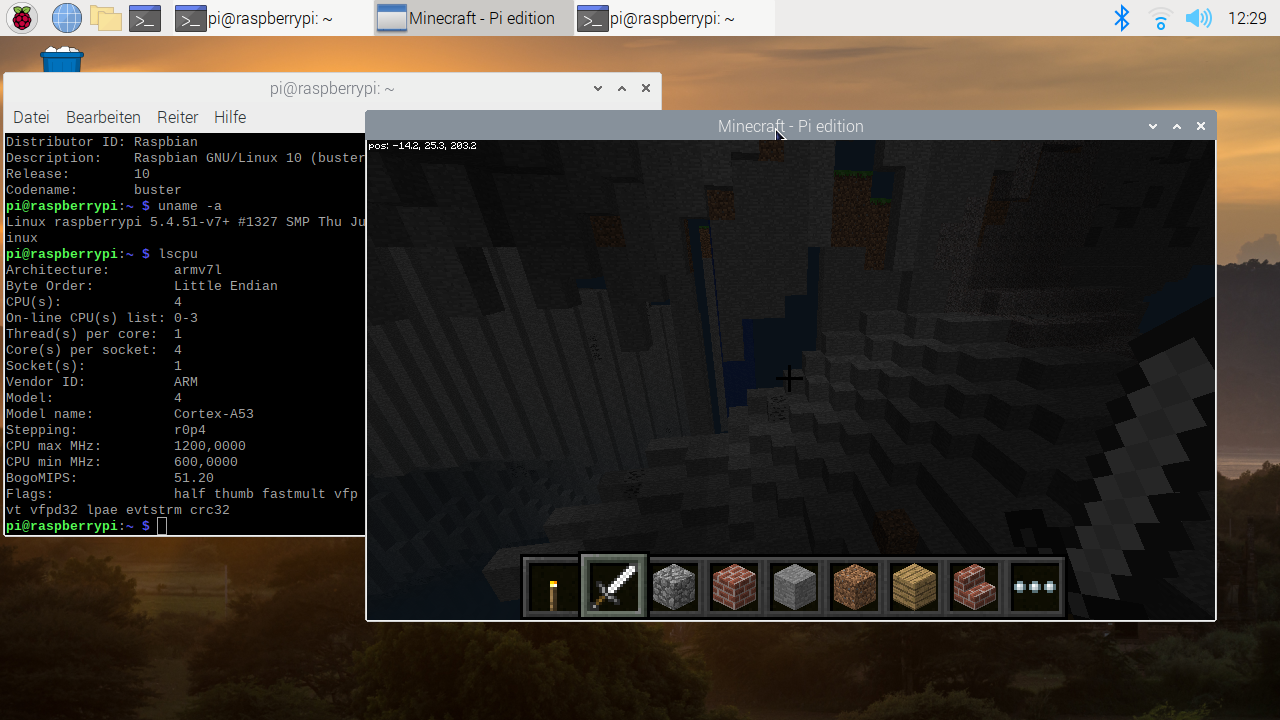 pi@raspberrypi: ~
Minecraft - Pi edition
pi@raspberrypi: ~
12:29
pi@raspberrypi: ~
Datei Bearbeiten Reiter Hilfe
Distributor ID: Raspbian
Description:    Raspbian GNU/Linux 10 (buster
Release:        10
Codename:       buster
pi@raspberrypi:~ $ uname -a
Linux raspberrypi 5.4.51-v7+ #1327 SMP Thu Ju
inux
pi@raspberrypi:~ $ lscpu
Architecture:        armv7l
Byte Order:          Little Endian
CPU(s):              4
On-line CPU(s) list: 0-3
Thread(s) per core:  1
Core(s) per socket:  4
Socket(s):           1
Vendor ID:           ARM
Model:               4
Model name:          Cortex-A53
Stepping:            r0p4
CPU max MHz:         1200,0000
CPU min MHz:         600,0000
BogoMIPS:            51.20
Flags:               half thumb fastmult vfp
vt vfpd32 lpae evtstrm crc32
pi@raspberrypi:~ $
Minecraft - Pi edition
pos: -14.2, 25.3, 203.2